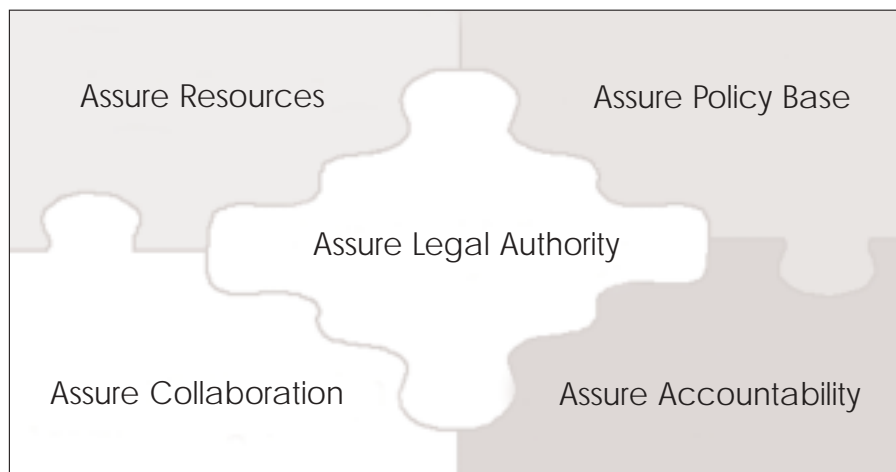 Assure Resources
Assure Policy Base
Assure Legal Authority
Assure Collaboration
Assure Accountability